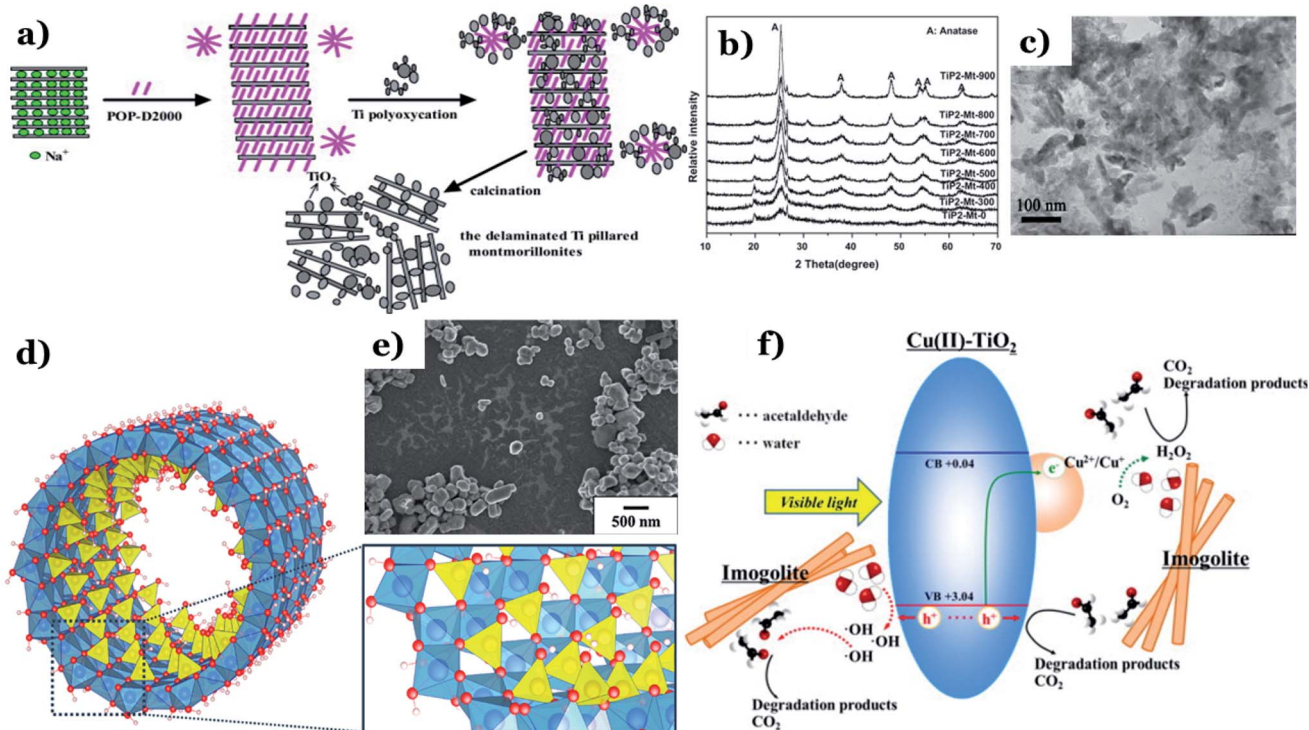 a)
Na⁺
POP-D2000
Ti polyoxycation
calcination
TiO₂
the delaminated Ti pillared
montmorillonites
b)
A
A: Anatase
A
A
A
A
A
TiP2-Mt-900
TiP2-Mt-800
TiP2-Mt-700
TiP2-Mt-600
TiP2-Mt-500
TiP2-Mt-400
TiP2-Mt-300
TiP2-Mt-0
Relative intensity
10 20 30 40 50 60 70
2 Theta(degree)
c)
100 nm
d)
e)
500 nm
f)
Cu(II)-TiO₂
··· acetaldehyde
··· water
Visible light
CB +0.04
e⁻
Cu²⁺/Cu⁺
CO₂
Degradation products
H₂O₂
O₂
Imogolite
Imogolite
VB +3.04
h⁺ ···· h⁺
·OH
·OH
·OH
Degradation products
CO₂
Degradation products
CO₂